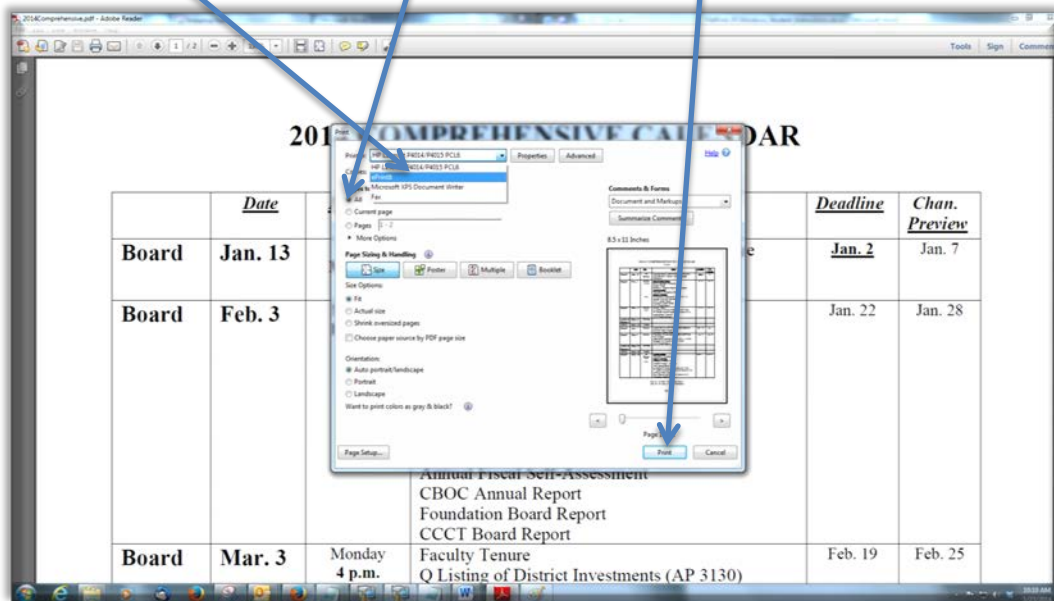 2014Comprehensive.pdf - Adobe Reader
1 / 2
Tools Sign Comment
201 COMPREHENSIVE CALENDAR
Print
HP P4014/P4015 PCL6 Properties Advanced Help
HP P4014/P4015 PCL6
Microsoft XPS Document Writer
Fax
All
Current page
Pages 1 - 2
More Options
Comments & Forms
Document and Markups
Summarize Comments
8.5 x 11 Inches
Page Sizing & Handling
Size Poster Multiple Booklet
Size Options:
Fit
Actual size
Shrink oversized pages
Choose paper source by PDF page size
Orientation:
Auto portrait/landscape
Portrait
Landscape
Want to print colors as gray & black?
Page
Page Setup... Print Cancel
Date Deadline Chan. Preview
Board Jan. 13 Jan. 2 Jan. 7
Board Feb. 3 Jan. 22 Jan. 28
Annual Fiscal Self-Assessment
CBOC Annual Report
Foundation Board Report
CCCT Board Report
Board Mar. 3 Monday Faculty Tenure Feb. 19 Feb. 25
4 p.m. Q Listing of District Investments (AP 3130)